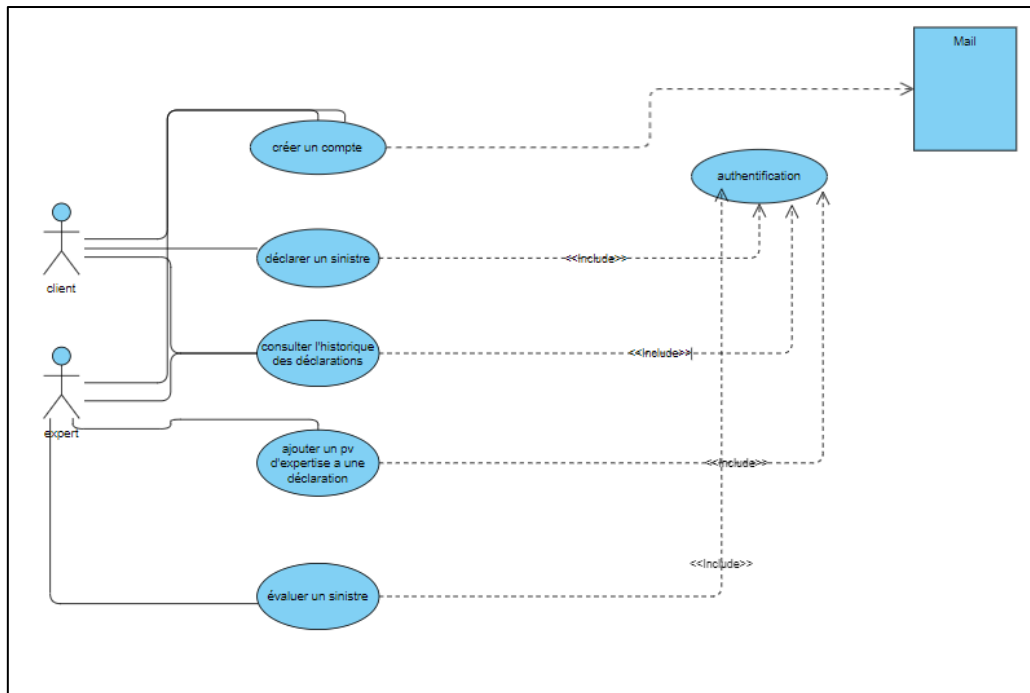 Mail
créer un compte
authentification
client
déclarer un sinistre
<<Include>>
consulter l'historique
des déclarations
<<Include>>
expert
ajouter un pv
d'expertise a une
déclaration
<<Include>>
<<Include>>
évaluer un sinistre